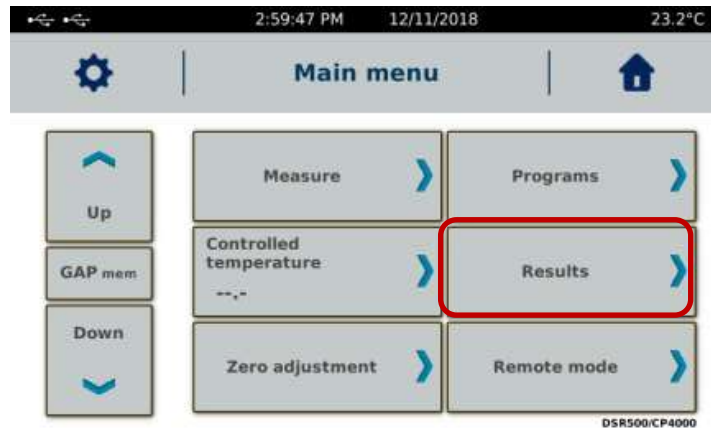 2:59:47 PM 12/11/2018 23.2°C
Main menu
Up
GAP mem
Down
Measure
Programs
Controlled
temperature
--.-
Results
Zero adjustment
Remote mode
DSR500/CP4000